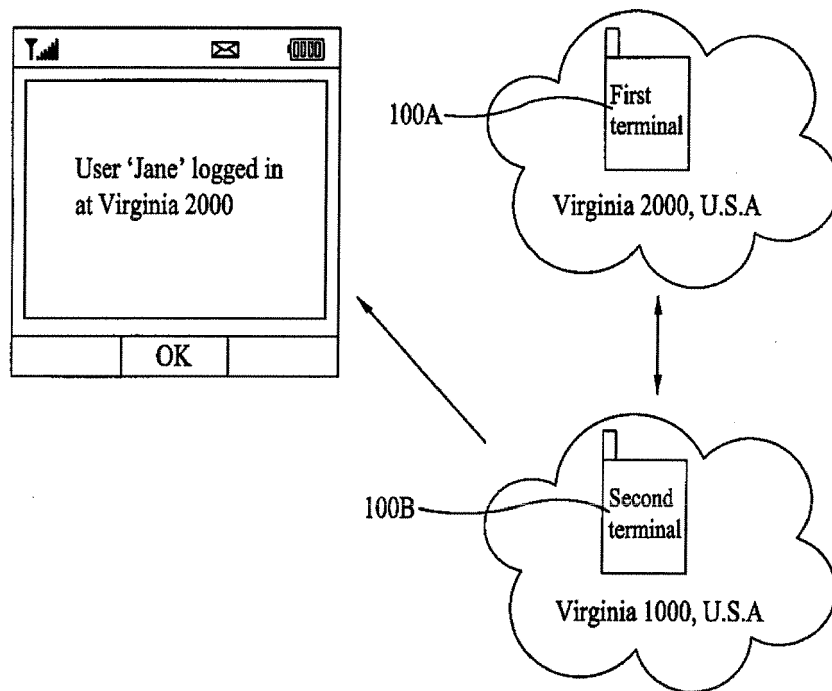 User ‘Jane’ logged in
at Virginia 2000
OK
100A
First
terminal
Virginia 2000, U.S.A
100B
Second
terminal
Virginia 1000, U.S.A